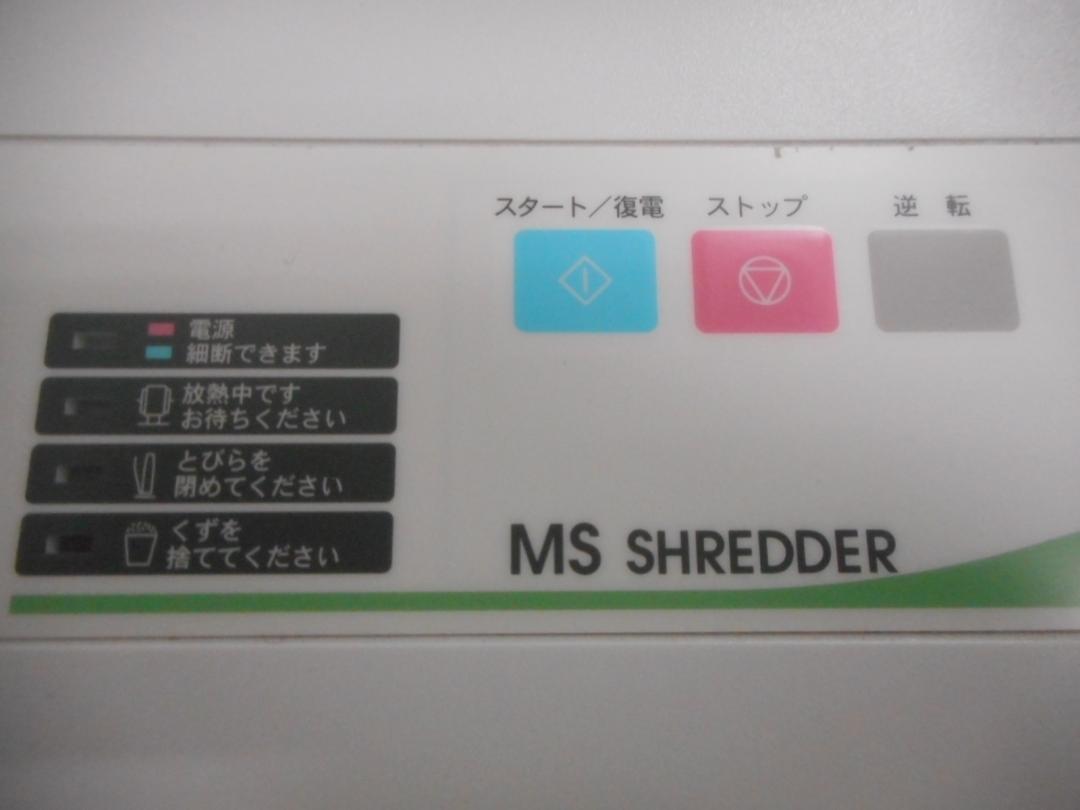 スタート／復電
ストップ
逆 転
電源
細断できます
放熱中です
お待ちください
とびらを
閉めてください
くずを
捨ててください
MS SHREDDER